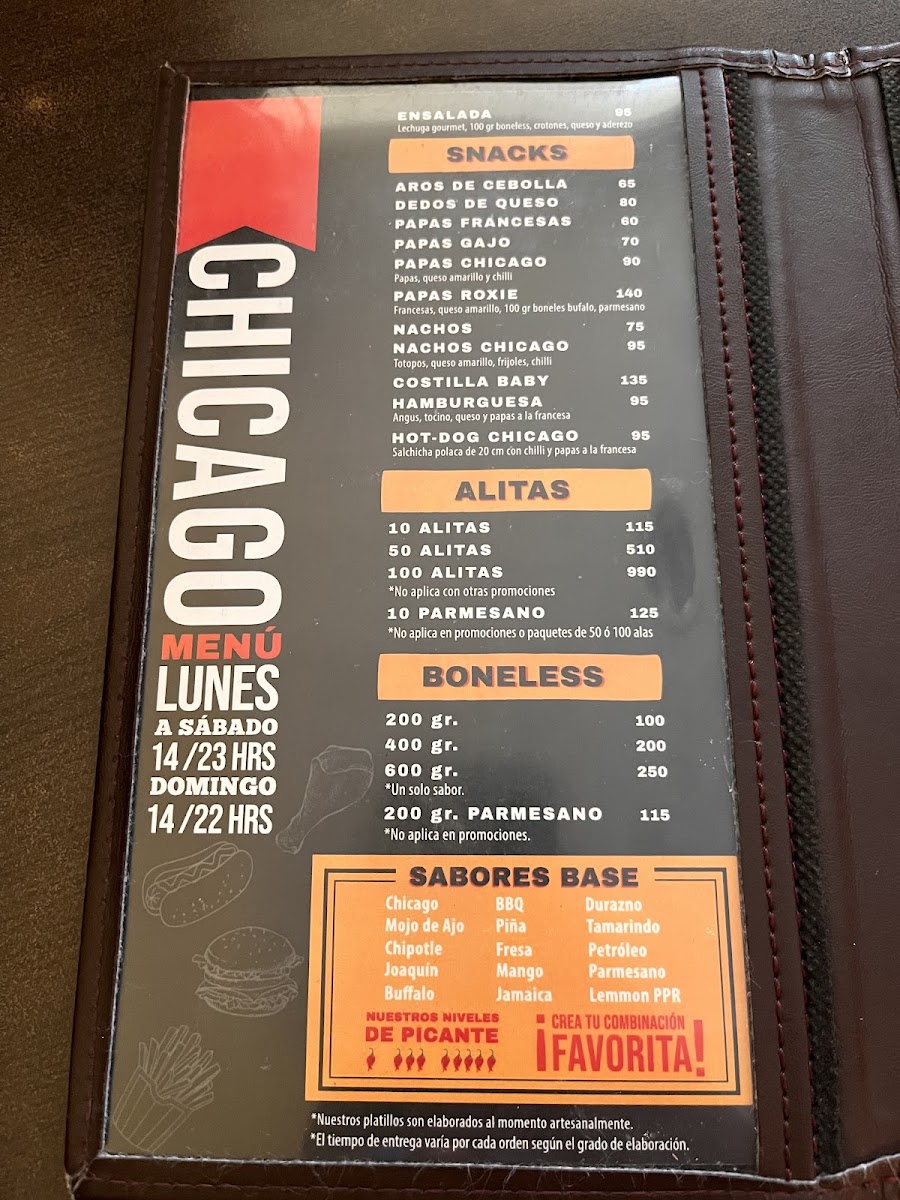 CHICAGO
MENÚ
LUNES
A SÁBADO
14 /23 HRS
DOMINGO
14 /22 HRS
ENSALADA 95
Lechuga gourmet, 100 gr boneless, crotones, queso y aderezo
SNACKS
AROS DE CEBOLLA 65
DEDOS DE QUESO 80
PAPAS FRANCESAS 60
PAPAS GAJO 70
PAPAS CHICAGO 90
Papas, queso amarillo y chilli
PAPAS ROXIE 140
Francesas, queso amarillo, 100 gr boneles bufalo, parmesano
NACHOS 75
NACHOS CHICAGO 95
Totopos, queso amarillo, frijoles, chilli
COSTILLA BABY 135
HAMBURGUESA 95
Angus, tocino, queso y papas a la francesa
HOT-DOG CHICAGO 95
Salchicha polaca de 20 cm con chilli y papas a la francesa
ALITAS
10 ALITAS 115
50 ALITAS 510
100 ALITAS 990
*No aplica con otras promociones
10 PARMESANO 125
*No aplica en promociones o paquetes de 50 ó 100 alas
BONELESS
200 gr. 100
400 gr. 200
600 gr. 250
*Un solo sabor.
200 gr. PARMESANO 115
*No aplica en promociones.
SABORES BASE
Chicago BBQ Durazno
Mojo de Ajo Piña Tamarindo
Chipotle Fresa Petróleo
Joaquín Mango Parmesano
Buffalo Jamaica Lemmon PPR
NUESTROS NIVELES
DE PICANTE
¡CREA TU COMBINACIÓN
FAVORITA!
*Nuestros platillos son elaborados al momento artesanalmente.
*El tiempo de entrega varía por cada orden según el grado de elaboración.